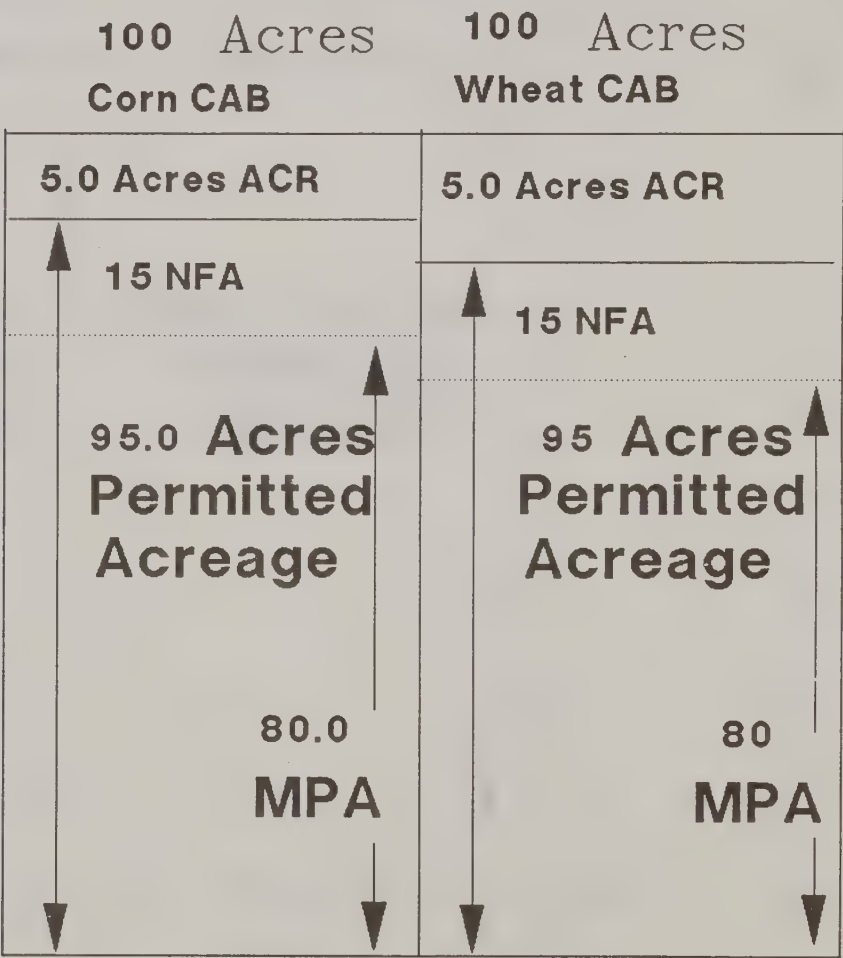 100 Acres
Corn CAB
5.0 Acres ACR
15 NFA
95.0 Acres
Permitted
Acreage
80.0
MPA
100 Acres
Wheat CAB
5.0 Acres ACR
15 NFA
95 Acres
Permitted
Acreage
80
MPA